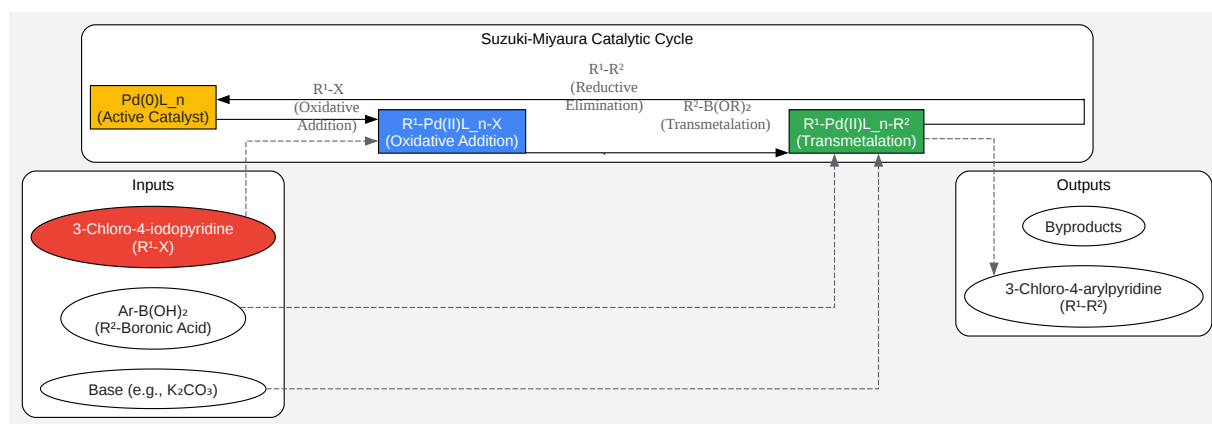 Suzuki-Miyaura Catalytic Cycle
Pd(0)L_n
(Active Catalyst)
R¹-X
(Oxidative
Addition)
R¹-R²
(Reductive
Elimination)
R¹-Pd(II)L_n-X
(Oxidative Addition)
R²-B(OR)₂
(Transmetalation)
R¹-Pd(II)L_n-R²
(Transmetalation)
Inputs
3-Chloro-4-iodopyridine
(R¹-X)
Ar-B(OH)₂
(R²-Boronic Acid)
Base (e.g., K₂CO₃)
Outputs
Byproducts
3-Chloro-4-arylpyridine
(R¹-R²)